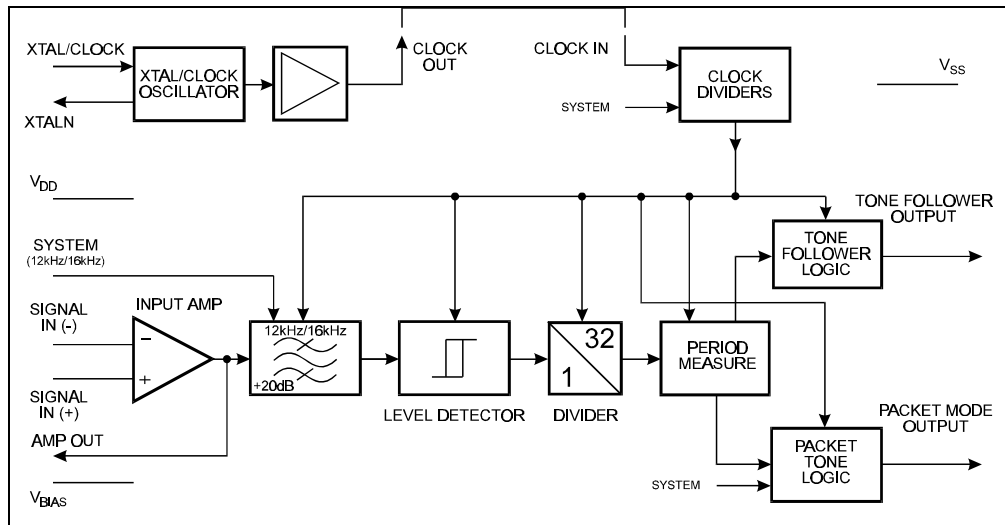 XTAL/CLOCK
XTAL/CLOCK
OSCILLATOR
XTALN
CLOCK
OUT
CLOCK IN
SYSTEM
CLOCK
DIVIDERS
VSS
VDD
TONE FOLLOWER
OUTPUT
TONE
FOLLOWER
LOGIC
SYSTEM
(12kHz/16kHz)
SIGNAL
IN (-)
INPUT AMP
−
+
12kHz/16kHz
+20dB
32
1
PERIOD
MEASURE
SIGNAL
IN (+)
LEVEL DETECTOR
DIVIDER
AMP OUT
PACKET MODE
OUTPUT
PACKET
TONE
LOGIC
SYSTEM
VBIAS